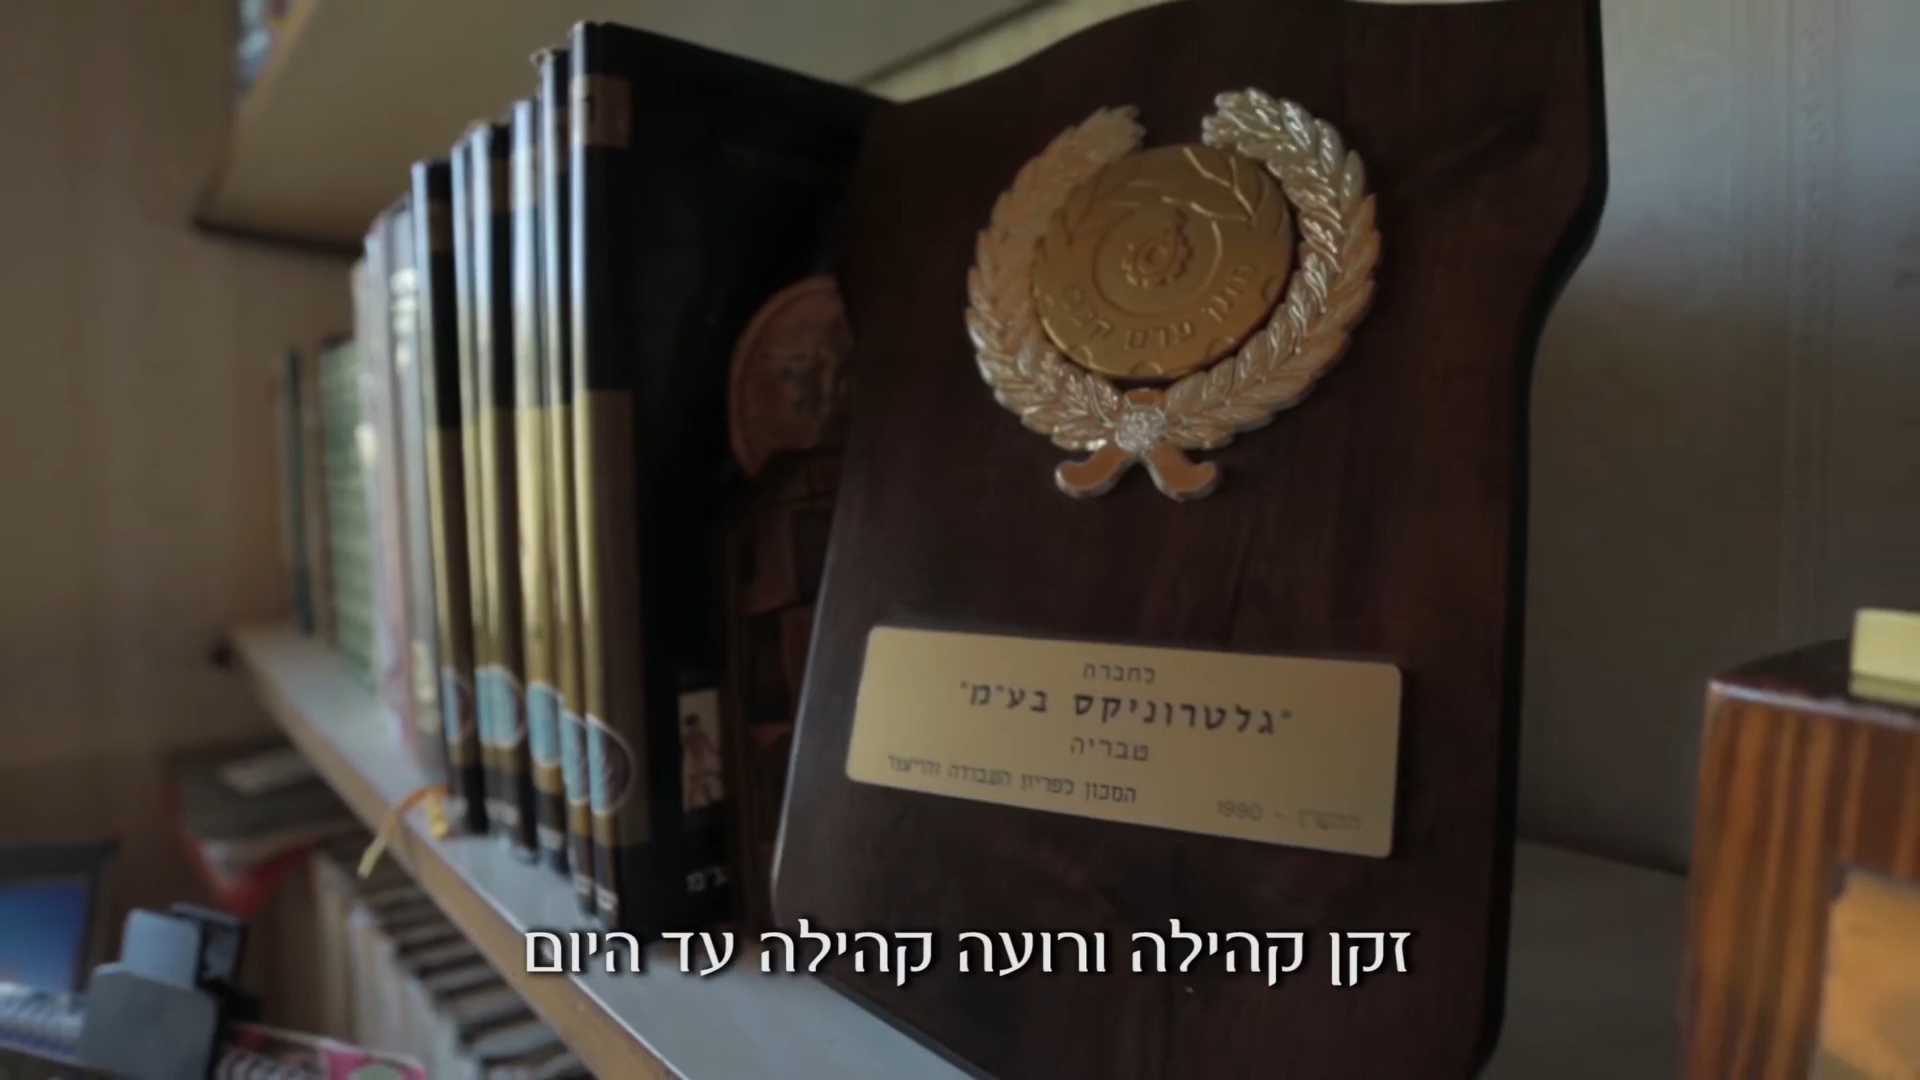 לחברה
"גלטרוניקס בע"מ"
טבריה
המכון לפריון העבודה והייצור
1990 -
זקן קהילה ורועה קהילה עד היום